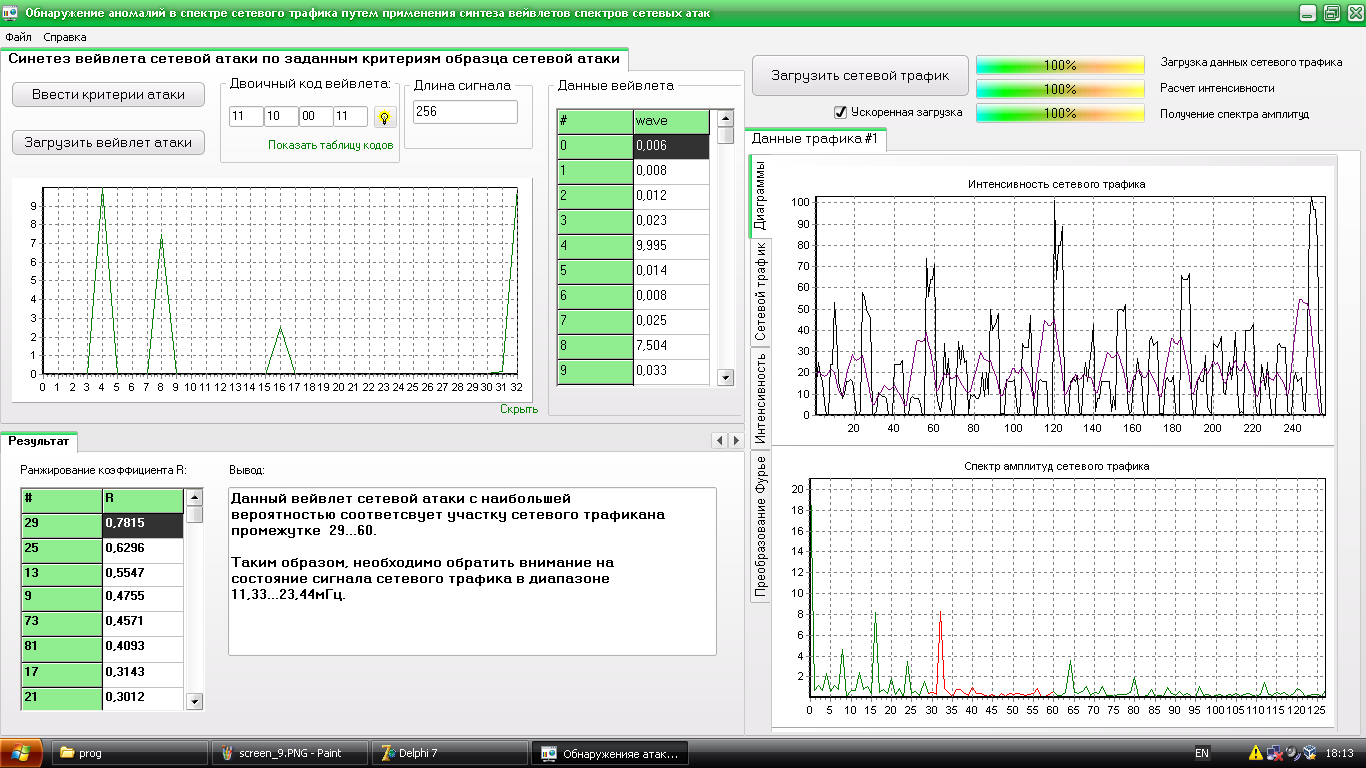 Обнаружение аномалий в спектре сетевого трафика путем применения синтеза вейвлетов спектров сетевых атак
Файл Справка
Синетез вейвлета сетевой атаки по заданным критериям образца сетевой атаки
Ввести критерии атаки
Загрузить вейвлет атаки
Двоичный код вейвлета:
11 10 00 11
Показать таблицу кодов
Длина сигнала
256
Данные вейвлета
# wave
0 0,006
1 0,008
2 0,012
3 0,023
4 9,995
5 0,014
6 0,008
7 0,025
8 7,504
9 0,033
9
8
7
6
5
4
3
2
1
0
0 1 2 3 4 5 6 7 8 9 10 11 12 13 14 15 16 17 18 19 20 21 22 23 24 25 26 27 28 29 30 31 32
Скрыть
Загрузить сетевой трафик
Ускоренная загрузка
100% Загрузка данных сетевого трафика
100% Расчет интенсивности
100% Получение спектра амплитуд
Данные трафика #1
Диаграммы
Сетевой трафик
Интенсивность
Преобразование Фурье
Интенсивность сетевого трафика
100
90
80
70
60
50
40
30
20
10
0
20 40 60 80 100 120 140 160 180 200 220 240
Спектр амплитуд сетевого трафика
20
18
16
14
12
10
8
6
4
2
0 5 10 15 20 25 30 35 40 45 50 55 60 65 70 75 80 85 90 95 100 105 110 115 120 125
Результат
Ранжирование коэффициента R:
# R
29 0,7815
25 0,6296
13 0,5547
9 0,4755
73 0,4571
81 0,4093
17 0,3143
21 0,3012
Вывод:
Данный вейвлет сетевой атаки с наибольшей
вероятностью соответсвует участку сетевого трафикана
промежутке 29...60.
Таким образом, необходимо обратить внимание на
состояние сигнала сетевого трафика в диапазоне
11,33...23,44мГц.
prog
screen_9.PNG - Paint
Delphi 7
Обнаружения атак...
EN
18:13